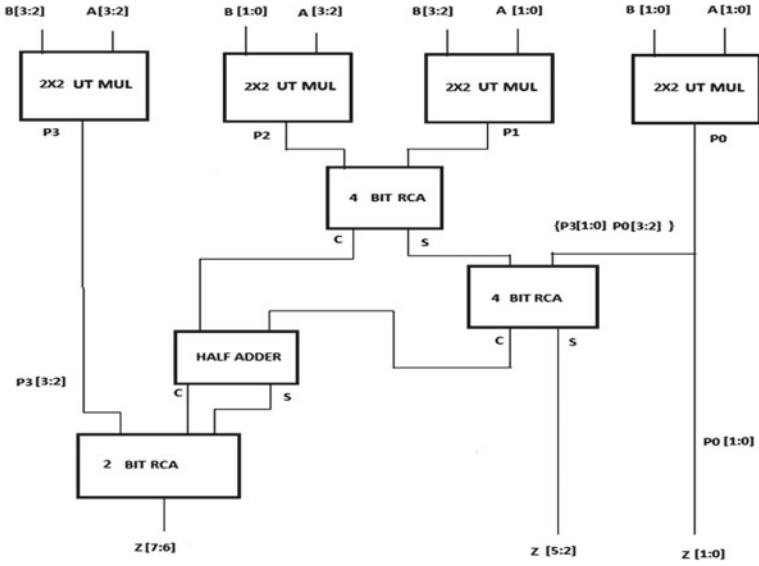 B[3:2] A[3:2] B [1:0] A[3:2] B[3:2] A [1:0] B [1:0] A [1:0]
2X2 UT MUL 2X2 UT MUL 2X2 UT MUL 2X2 UT MUL
P3 P2 P1 P0
4 BIT RCA
C S {P3[1:0] P0[3:2] }
4 BIT RCA
C S
HALF ADDER
C S
P3 [3:2]
2 BIT RCA
P0 [1:0]
Z [7:6] Z [5:2] Z [1:0]